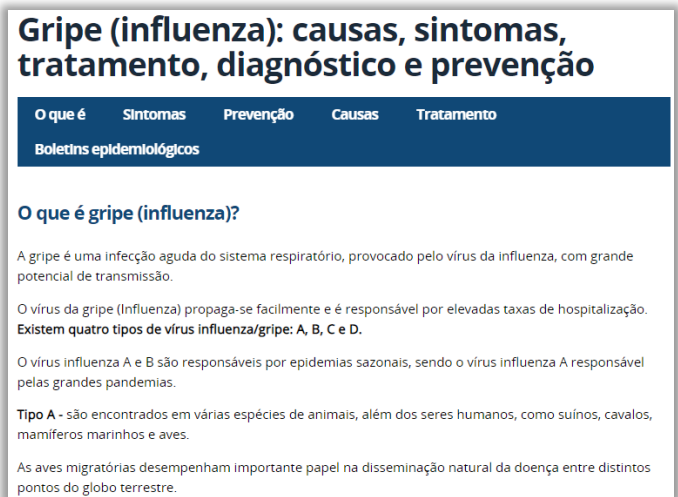 Gripe (influenza): causas, sintomas,
tratamento, diagnóstico e prevenção
O que é Sintomas Prevenção Causas Tratamento
Boletins epidemiológicos
O que é gripe (influenza)?
A gripe é uma infecção aguda do sistema respiratório, provocado pelo vírus da influenza, com grande
potencial de transmissão.
O vírus da gripe (Influenza) propaga-se facilmente e é responsável por elevadas taxas de hospitalização.
Existem quatro tipos de vírus influenza/gripe: A, B, C e D.
O vírus influenza A e B são responsáveis por epidemias sazonais, sendo o vírus influenza A responsável
pelas grandes pandemias.
Tipo A - são encontrados em várias espécies de animais, além dos seres humanos, como suínos, cavalos,
mamíferos marinhos e aves.
As aves migratórias desempenham importante papel na disseminação natural da doença entre distintos
pontos do globo terrestre.